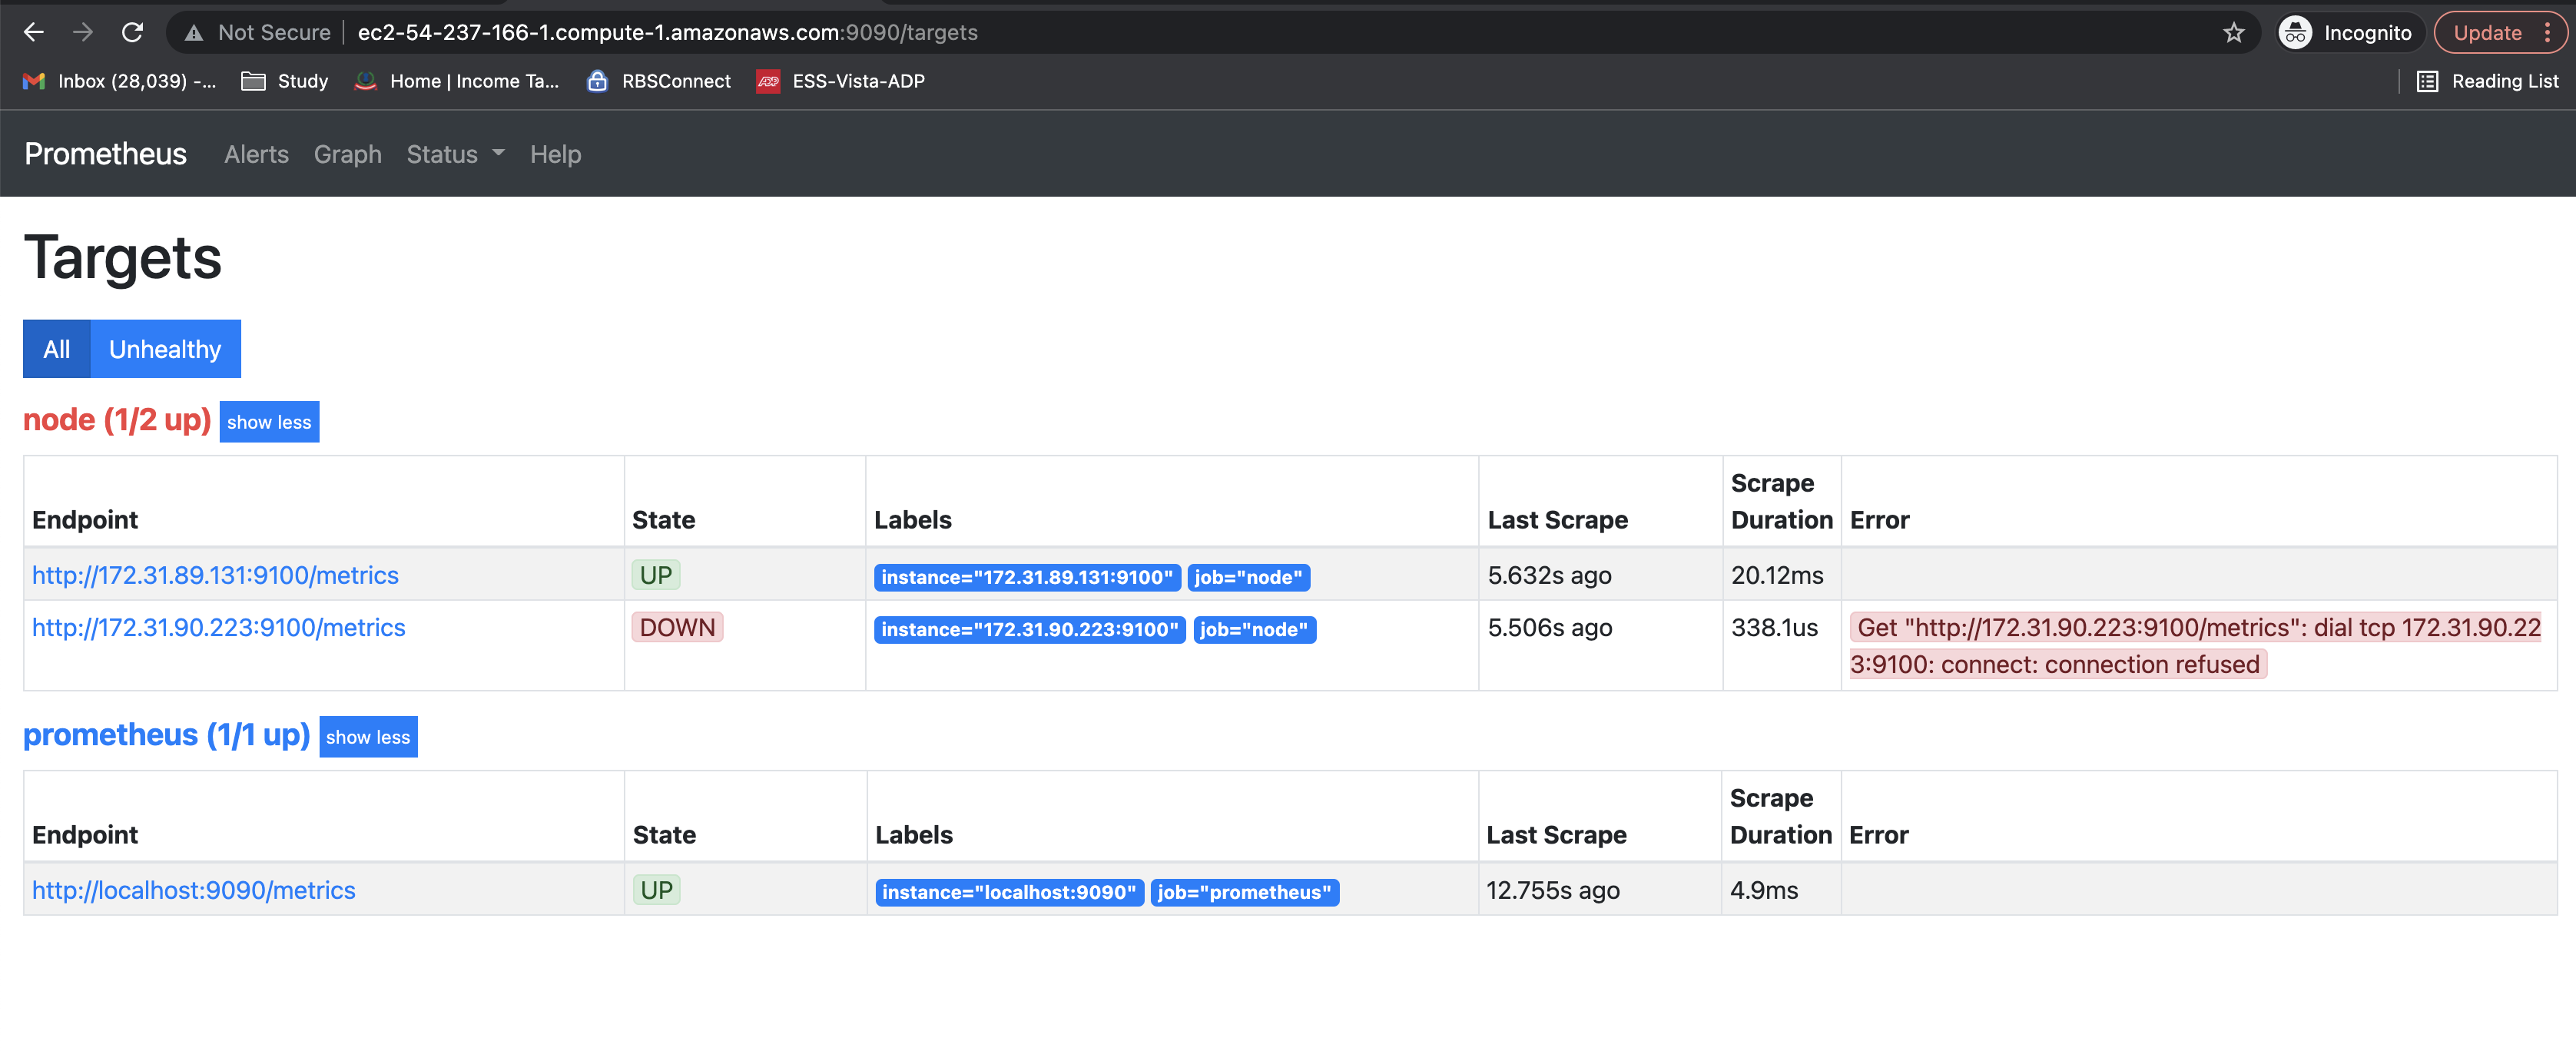 Not Secure ec2-54-237-166-1.compute-1.amazonaws.com:9090/targets Incognito Update
Inbox (28,039) -... Study Home | Income Ta... RBSConnect ADP ESS-Vista-ADP Reading List
Prometheus Alerts Graph Status Help
Targets
All Unhealthy
node (1/2 up) show less
Endpoint State Labels Last Scrape Scrape Duration Error
http://172.31.89.131:9100/metrics UP instance="172.31.89.131:9100" job="node" 5.632s ago 20.12ms
http://172.31.90.223:9100/metrics DOWN instance="172.31.90.223:9100" job="node" 5.506s ago 338.1us Get "http://172.31.90.223:9100/metrics": dial tcp 172.31.90.22
3:9100: connect: connection refused
prometheus (1/1 up) show less
Endpoint State Labels Last Scrape Scrape Duration Error
http://localhost:9090/metrics UP instance="localhost:9090" job="prometheus" 12.755s ago 4.9ms